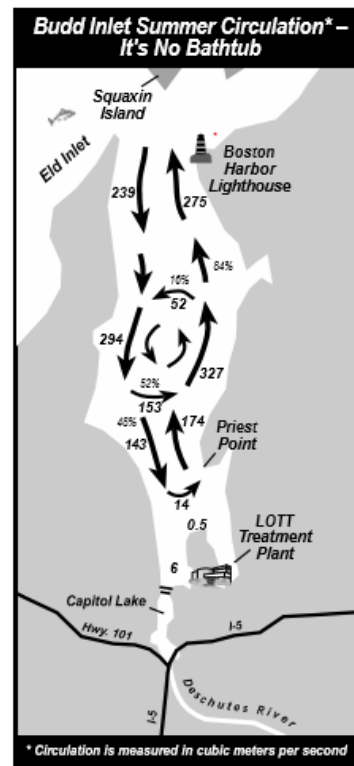 Budd Inlet Summer Circulation* –
It's No Bathtub
Squaxin
Island
Eld Inlet
Boston
Harbor
Lighthouse
239
275
84%
16%
52
294
327
52%
153
48%
143
174
Priest
Point
14
0.5
LOTT
Treatment
Plant
6
Capitol Lake
Hwy. 101
I-5
I-5
Deschutes River
* Circulation is measured in cubic meters per second